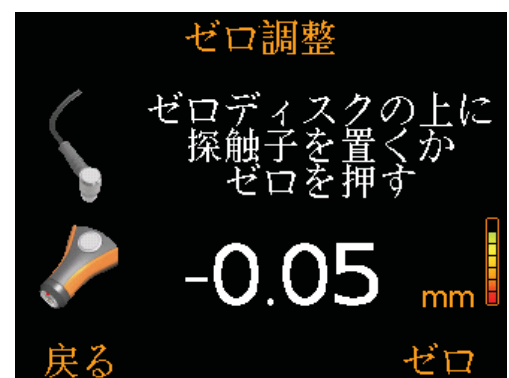 ゼロ調整
ゼロディスクの上に
探触子を置くか
ゼロを押す
-0.05 mm
戻る ゼロ